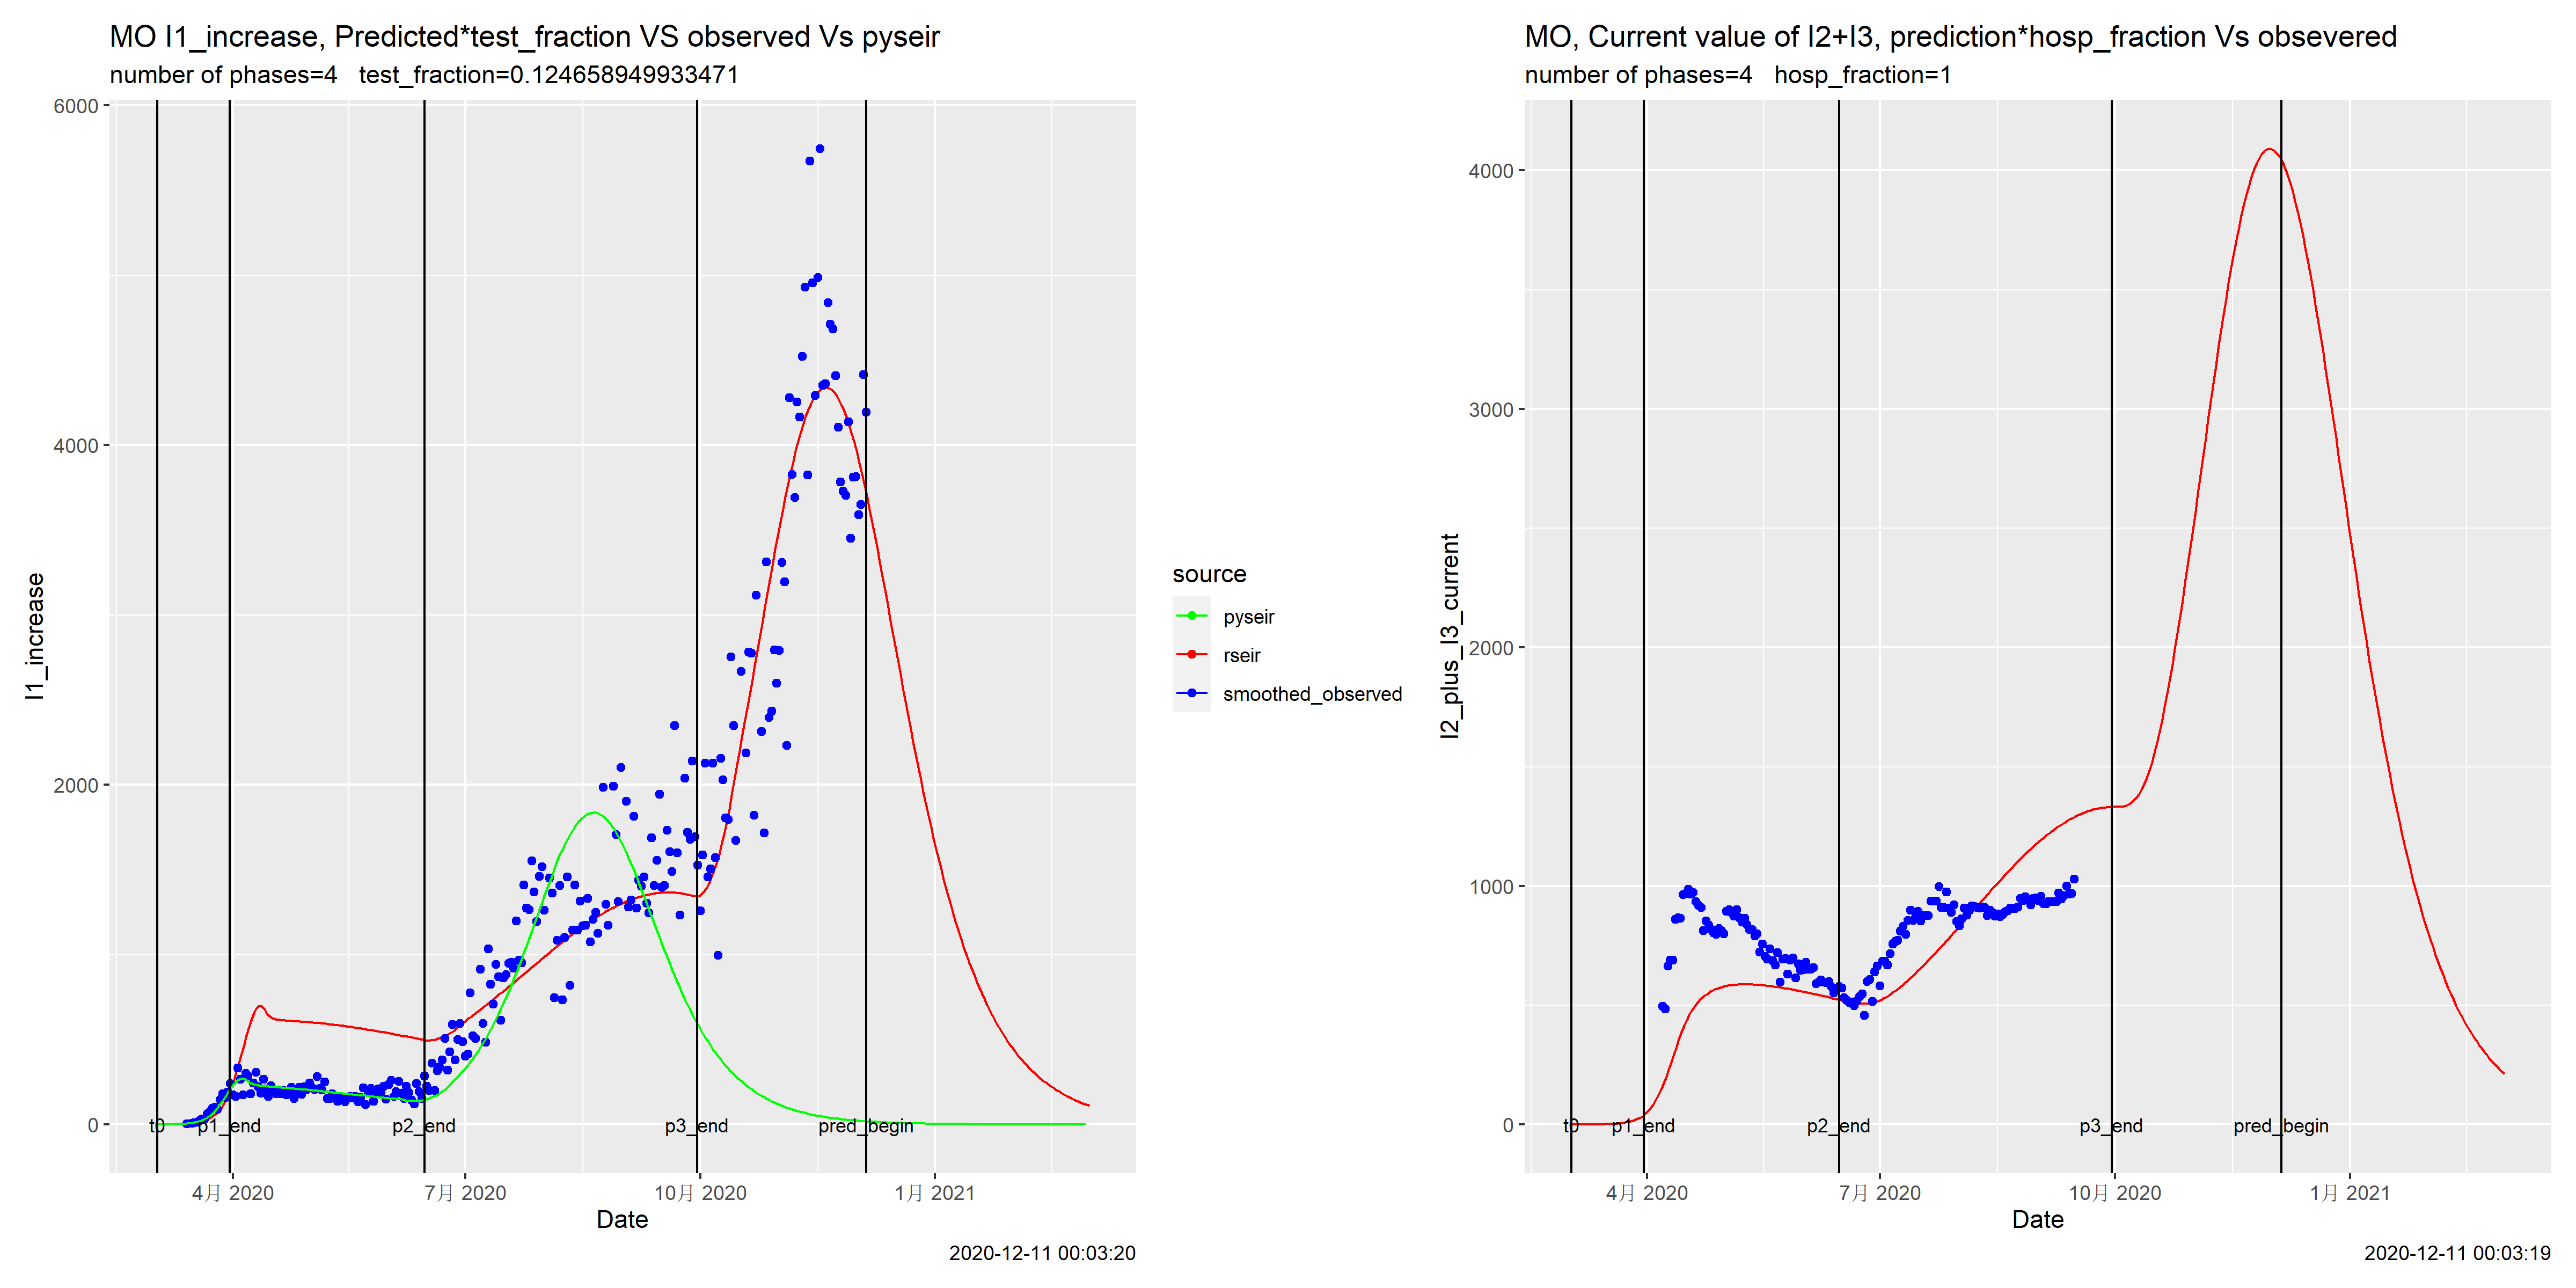 MO I1_increase, Predicted*test_fraction VS observed Vs pyseir
number of phases=4   test_fraction=0.124658949933471
I1_increase
6000
4000
2000
0
t0
p1_end
p2_end
p3_end
pred_begin
4月 2020
7月 2020
10月 2020
1月 2021
Date
2020-12-11 00:03:20
source
pyseir
rseir
smoothed_observed
MO, Current value of I2+I3, prediction*hosp_fraction Vs obsevered
number of phases=4   hosp_fraction=1
I2_plus_I3_current
4000
3000
2000
1000
0
t0
p1_end
p2_end
p3_end
pred_begin
4月 2020
7月 2020
10月 2020
1月 2021
Date
2020-12-11 00:03:19